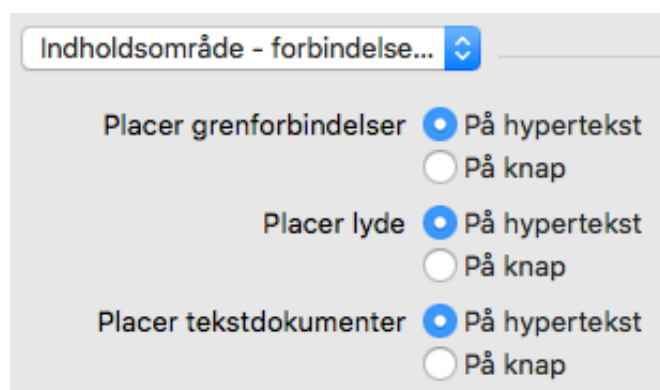 Indholdsområde - forbindelse...
Placer grenforbindelser På hypertekst
På knap
Placer lyde På hypertekst
På knap
Placer tekstdokumenter På hypertekst
På knap